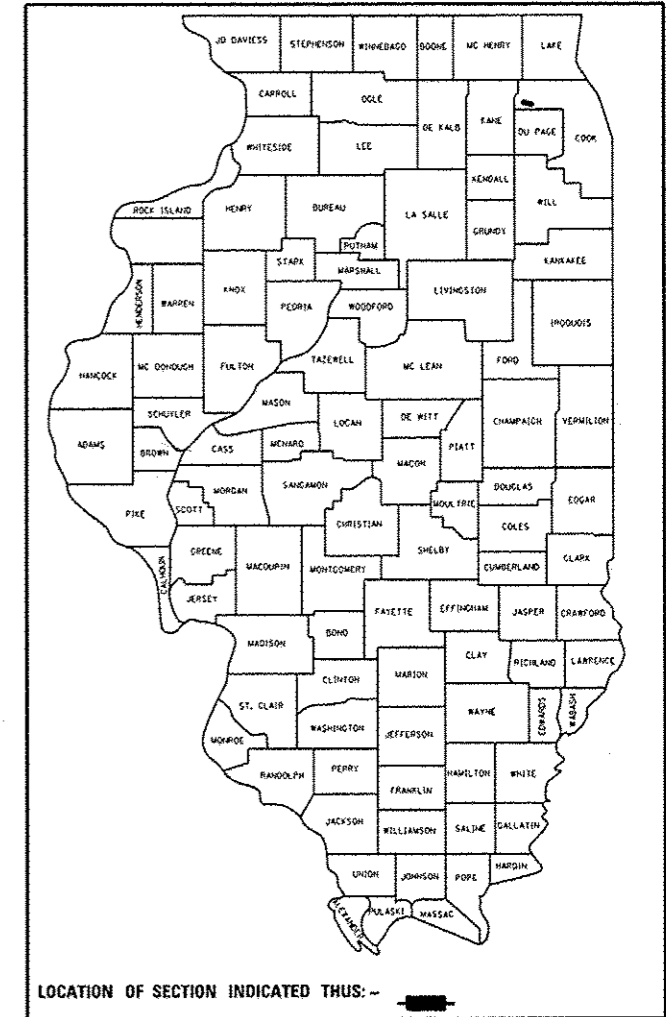 JO DAVIESS STEPHENSON WINNEBAGO BOONE MC HENRY LAKE
CARROLL OGLE DE KALB KANE DU PAGE COOK
WHITESIDE LEE
KENDALL WILL
ROCK ISLAND HENRY BUREAU LA SALLE GRUNDY
PUTNAM
STARK MARSHALL KANKAKEE
HENDERSON WARREN KNOX PEORIA WOODFORD LIVINGSTON IROQUOIS
HANCOCK MC DONOUGH FULTON TAZEWELL MC LEAN FORD
SCHUYLER MASON LOGAN DE WITT CHAMPAIGN VERMILION
ADAMS BROWN CASS MENARD PIATT
MACON
PIKE SCOTT MORGAN SANGAMON CHRISTIAN MOULTRIE DOUGLAS EDGAR
COLES
CALHOUN GREENE MACOUPIN MONTGOMERY SHELBY CUMBERLAND CLARK
JERSEY FAYETTE EFFINGHAM JASPER CRAWFORD
MADISON BOND
CLAY RICHLAND LAWRENCE
CLINTON MARION
ST. CLAIR WAYNE EDWARDS WABASH
WASHINGTON JEFFERSON
MONROE
RANDOLPH PERRY HAMILTON WHITE
FRANKLIN
JACKSON WILLIAMSON SALINE GALLATIN
UNION JOHNSON POPE HARDIN
ALEXANDER PULASKI MASSAC
LOCATION OF SECTION INDICATED THUS:~